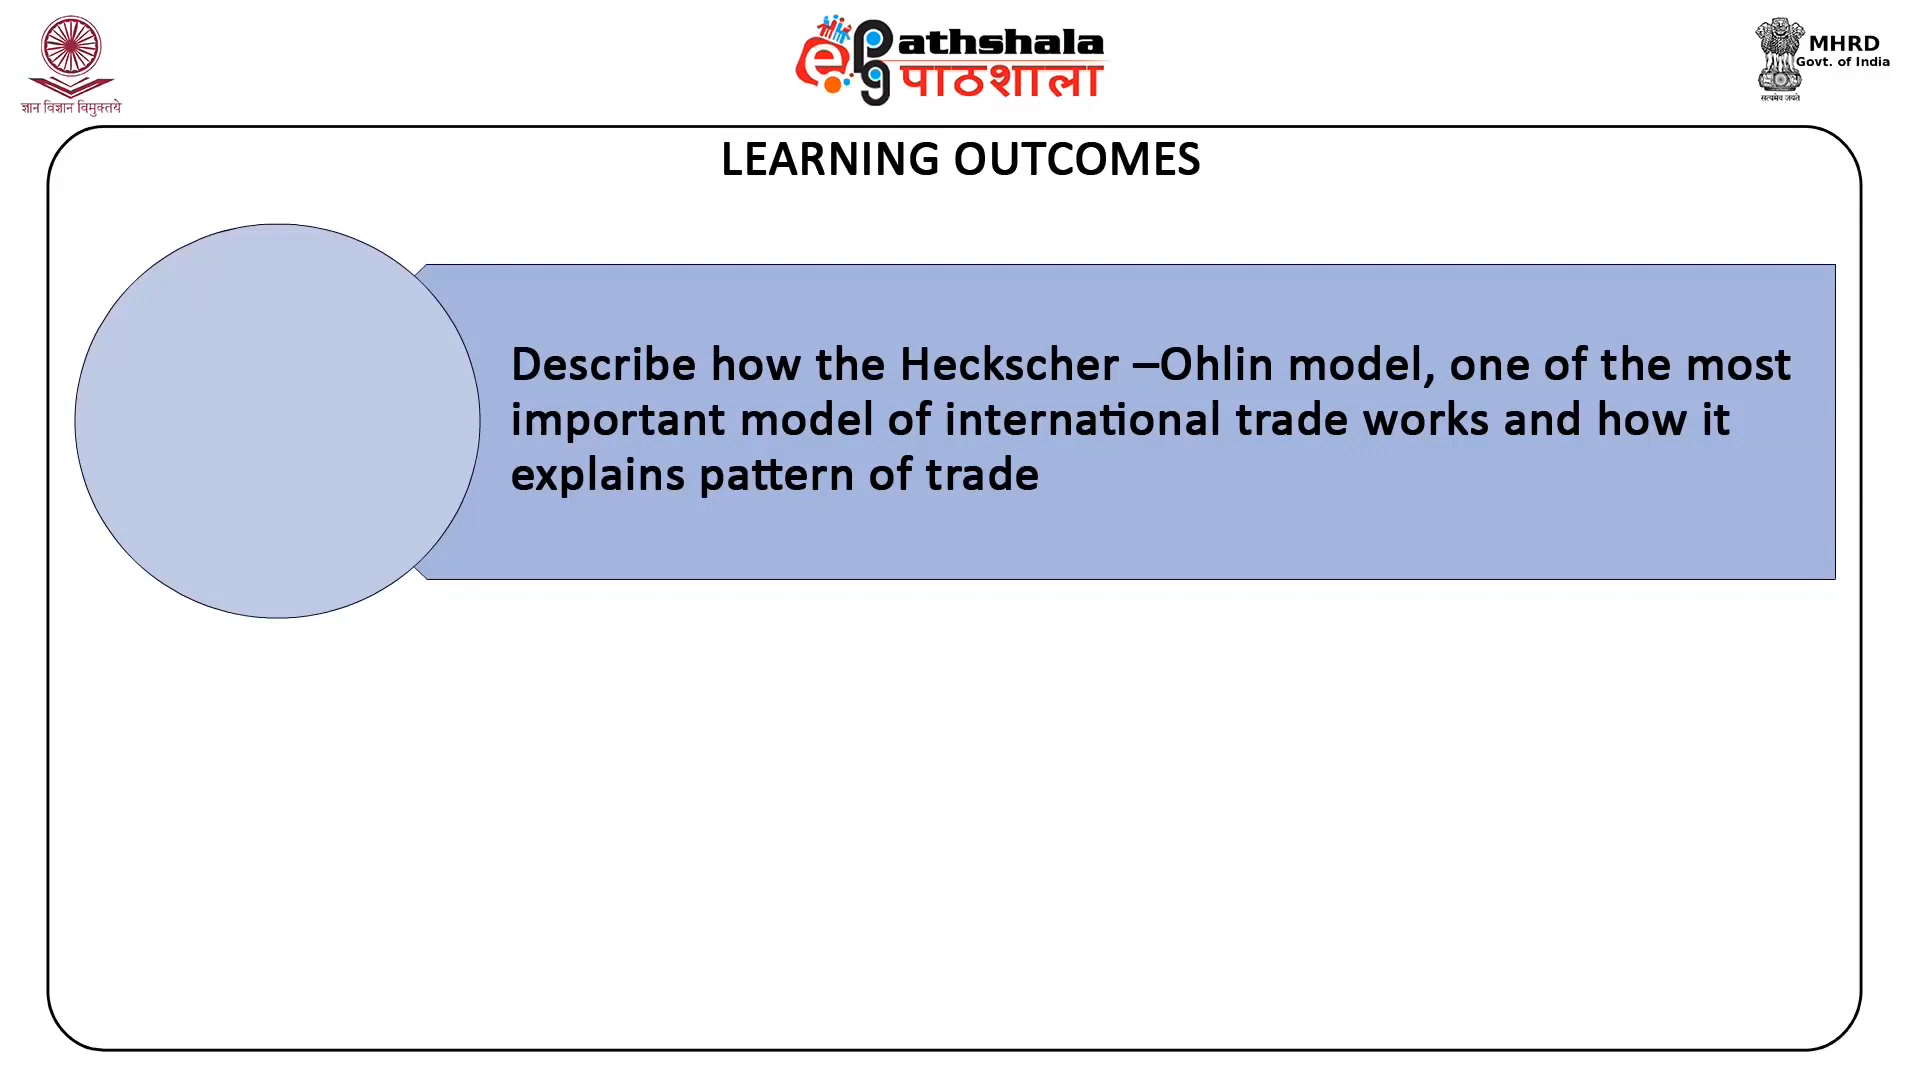 ज्ञान विज्ञान विमुक्तये
ePG athshala
पाठशाला
MHRD
Govt. of India
सत्यमेव जयते
LEARNING OUTCOMES
Describe how the Heckscher –Ohlin model, one of the most
important model of international trade works and how it
explains pattern of trade